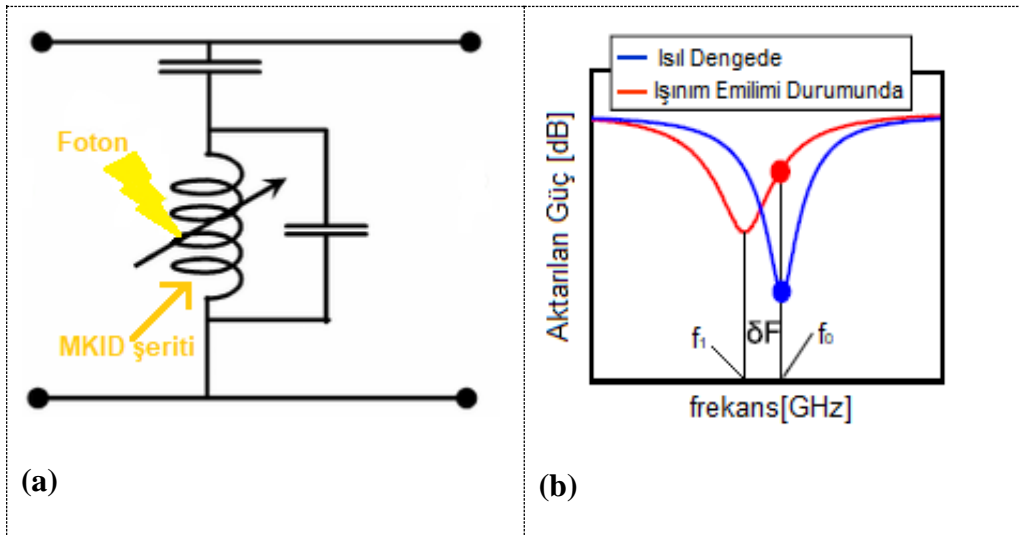 Foton
MKID şeriti
(a)
Isıl Dengede
Işınım Emilimi Durumunda
Aktarılan Güç [dB]
f₁
δF
f₀
frekans[GHz]
(b)